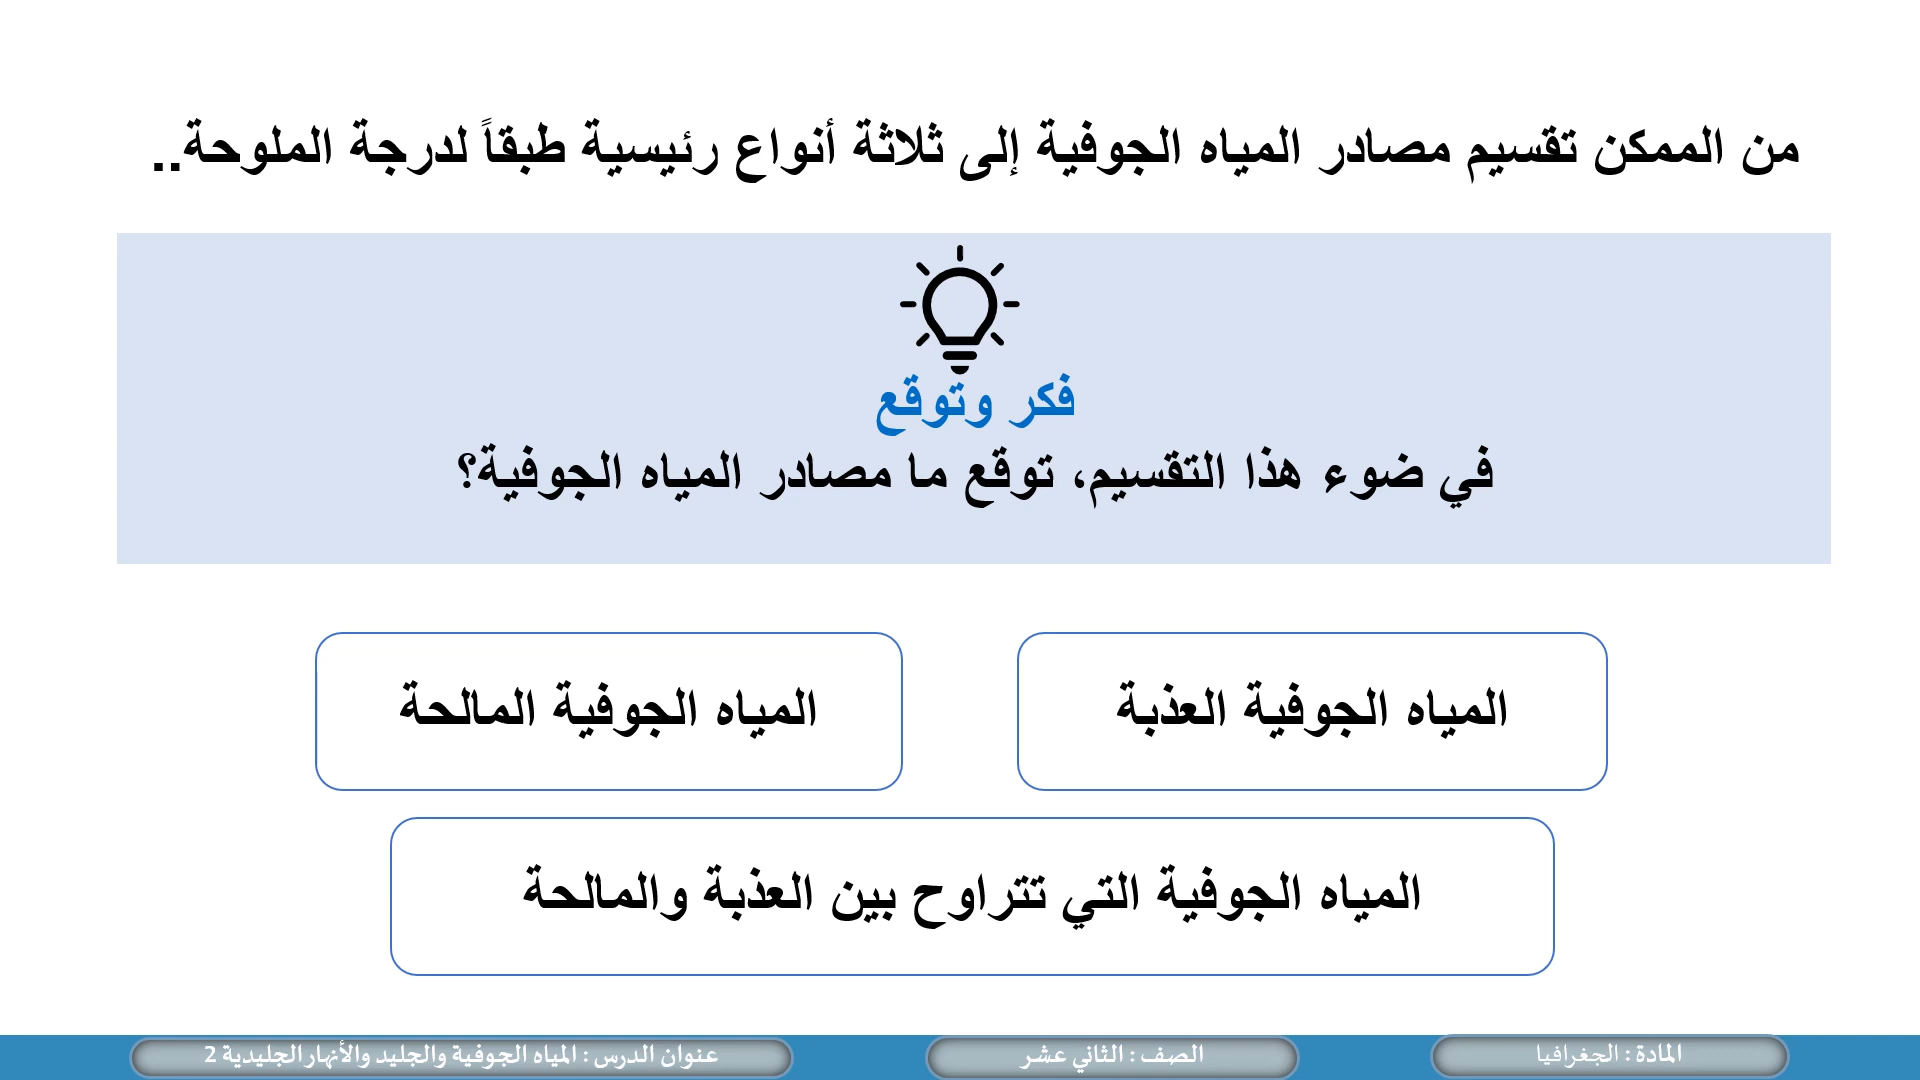 من الممكن تقسيم مصادر المياه الجوفية إلى ثلاثة أنواع رئيسية طبقاً لدرجة الملوحة..
فكر وتوقع
في ضوء هذا التقسيم، توقع ما مصادر المياه الجوفية؟
المياه الجوفية العذبة
المياه الجوفية المالحة
المياه الجوفية التي تتراوح بين العذبة والمالحة
المادة : الجغرافيا
الصف : الثاني عشر
عنوان الدرس : المياه الجوفية والجليد والأنهار الجليدية 2